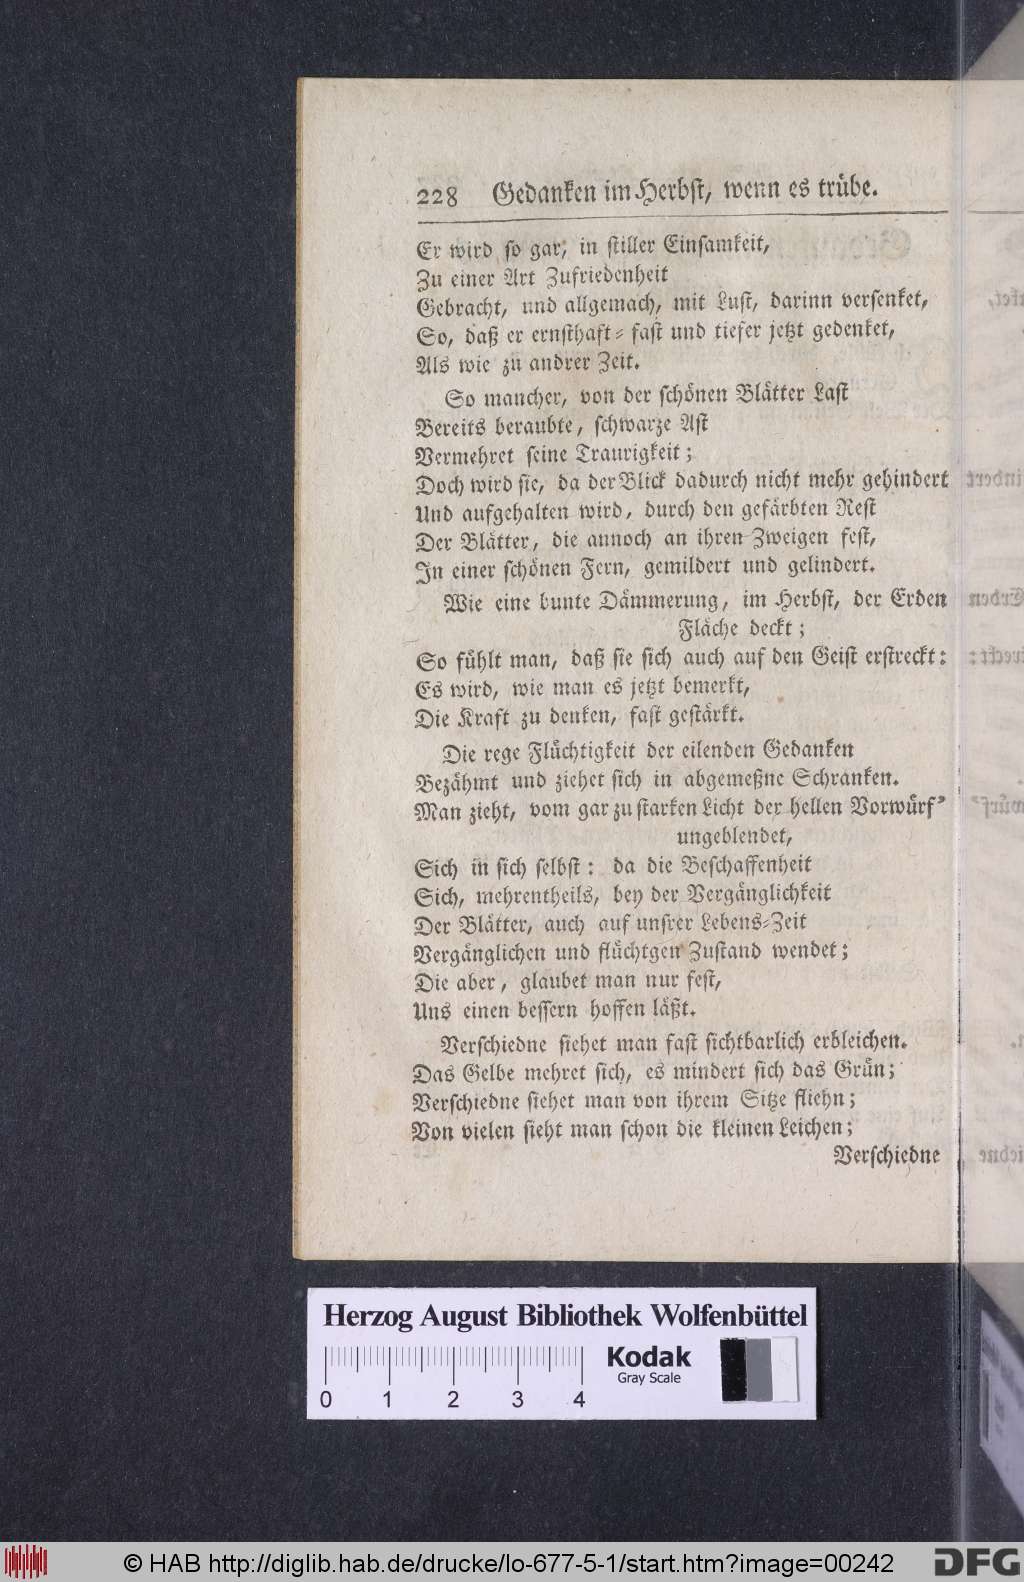 228 Gedanken im Herbst, wenn es trübe.
Er wird so gar, in stiller Einsamkeit,
Zu einer Art Zufriedenheit
Gebracht, und allgemach, mit Lust, darinn versenket,
So, daß er ernsthaft- fast und tiefer jetzt gedenket,
Als wie zu andrer Zeit.
So mancher, von der schönen Blätter Last
Bereits beraubte, schwarze Ast
Vermehret seine Traurigkeit;
Doch wird sie, da der Blick dadurch nicht mehr gehindert
Und aufgehalten wird, durch den gefärbten Rest
Der Blätter, die annoch an ihren Zweigen fest,
In einer schönen Fern, gemildert und gelindert.
Wie eine bunte Dämmerung, im Herbst, der Erden
Fläche deckt;
So fühlt man, daß sie sich auch auf den Geist erstreckt:
Es wird, wie man es jetzt bemerkt,
Die Kraft zu denken, fast gestärkt.
Die rege Flüchtigkeit der eilenden Gedanken
Bezähmt und ziehet sich in abgemeßne Schranken.
Man zieht, vom gar zu starken Licht der hellen Vorwürf'
ungeblendet,
Sich in sich selbst: da die Beschaffenheit
Sich, mehrentheils, bey der Vergänglichkeit
Der Blätter, auch auf unsrer Lebens-Zeit
Vergänglichen und flüchtgen Zustand wendet;
Die aber, glaubet man nur fest,
Uns einen bessern hoffen läßt.
Verschiedne siehet man fast sichtbarlich erbleichen.
Das Gelbe mehret sich, es mindert sich das Grün;
Verschiedne siehet man von ihrem Sitze fliehn;
Von vielen sieht man schon die kleinen Leichen;
Verschiedne
Herzog August Bibliothek Wolfenbüttel
Kodak
Gray Scale
0 1 2 3 4
© HAB http://diglib.hab.de/drucke/lo-677-5-1/start.htm?image=00242
DFG